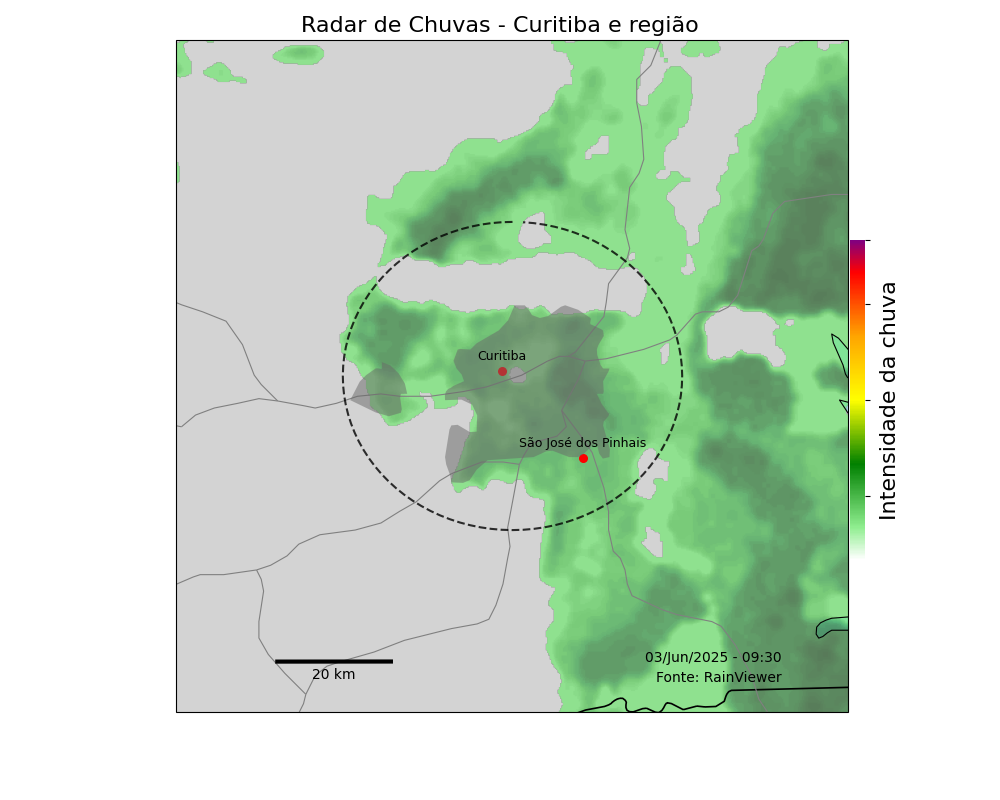 Radar de Chuvas - Curitiba e região
Curitiba
São José dos Pinhais
Intensidade da chuva
03/Jun/2025 - 09:30
Fonte: RainViewer
20 km